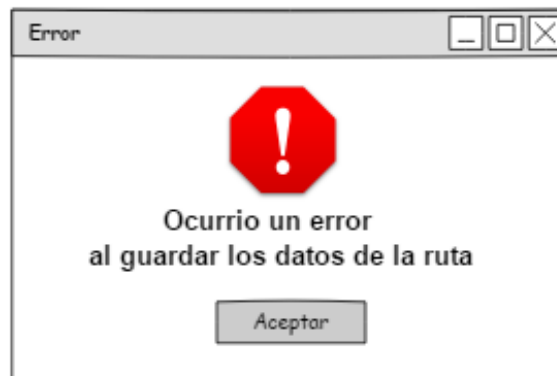 Error
!
Ocurrio un error
al guardar los datos de la ruta
Aceptar